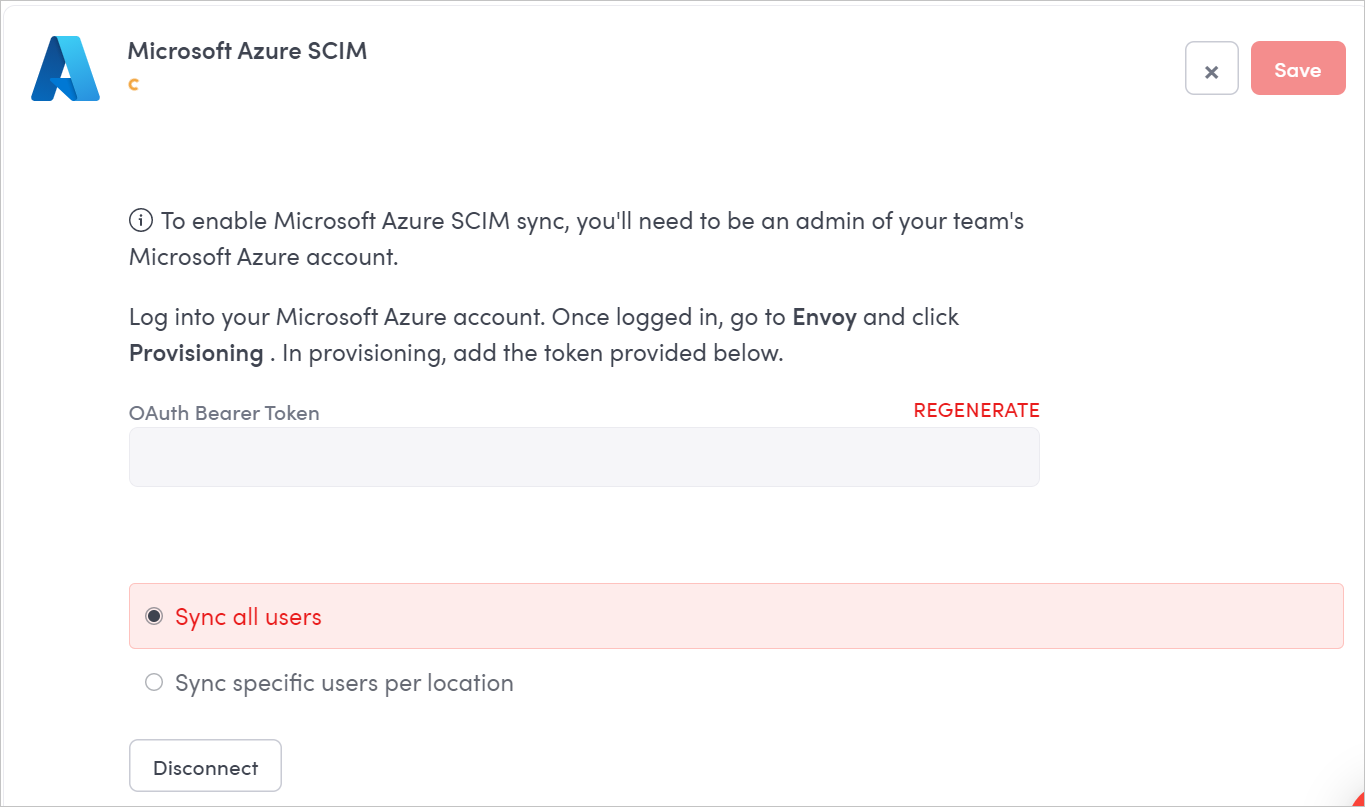 Microsoft Azure SCIM
c
Save
To enable Microsoft Azure SCIM sync, you'll need to be an admin of your team's
Microsoft Azure account.
Log into your Microsoft Azure account. Once logged in, go to Envoy and click
Provisioning . In provisioning, add the token provided below.
OAuth Bearer Token
REGENERATE
Sync all users
Sync specific users per location
Disconnect